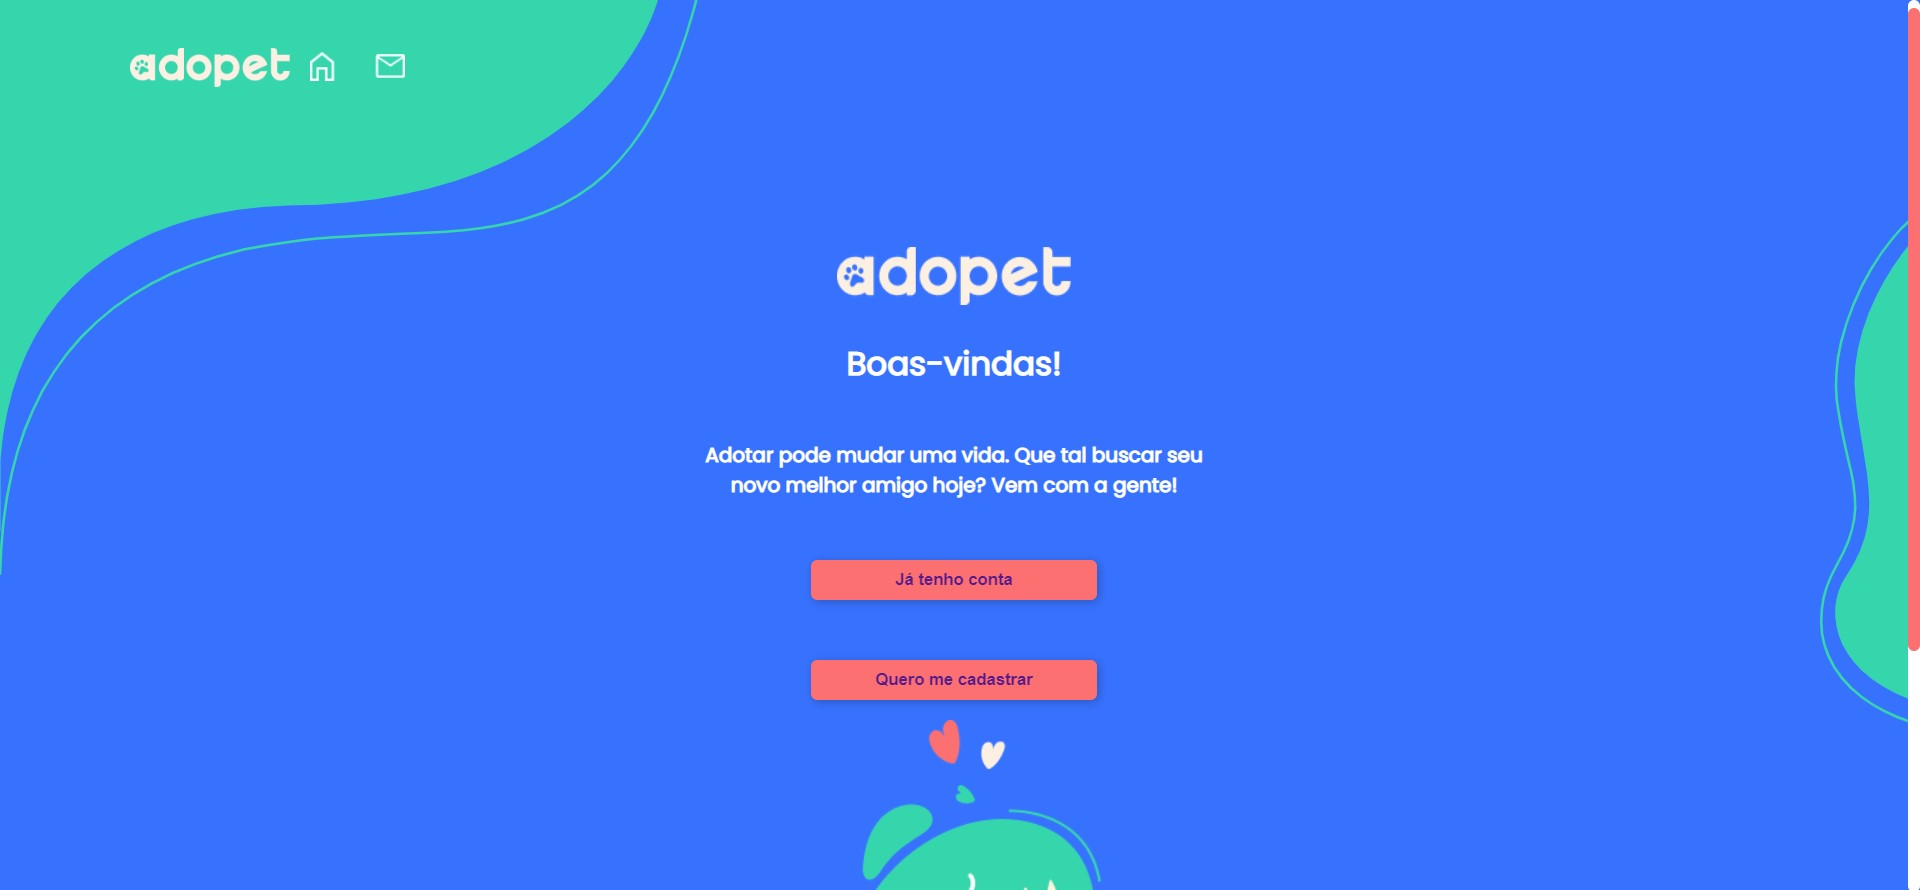 adopet
adopet
Boas-vindas!
Adotar pode mudar uma vida. Que tal buscar seu
novo melhor amigo hoje? Vem com a gente!
Já tenho conta
Quero me cadastrar